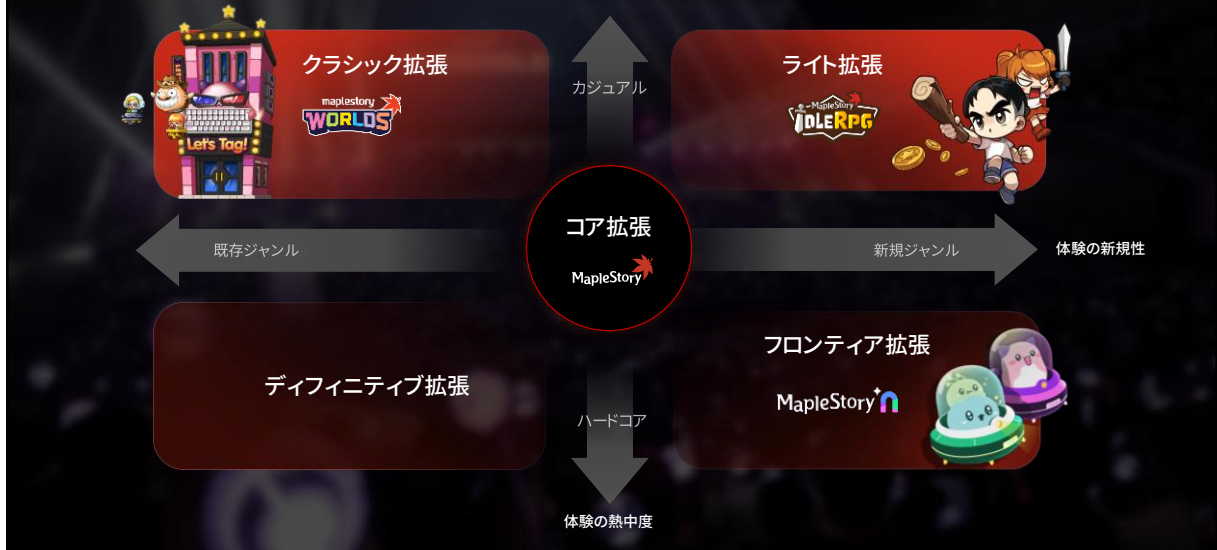 クラシック拡張
maplestory
WORLDS
Let's Tag!
カジュアル
ライト拡張
MapleStory
IDLERPG
コア拡張
MapleStory
既存ジャンル
新規ジャンル
体験の新規性
ディフィニティブ拡張
フロンティア拡張
MapleStory n
ハードコア
体験の熱中度